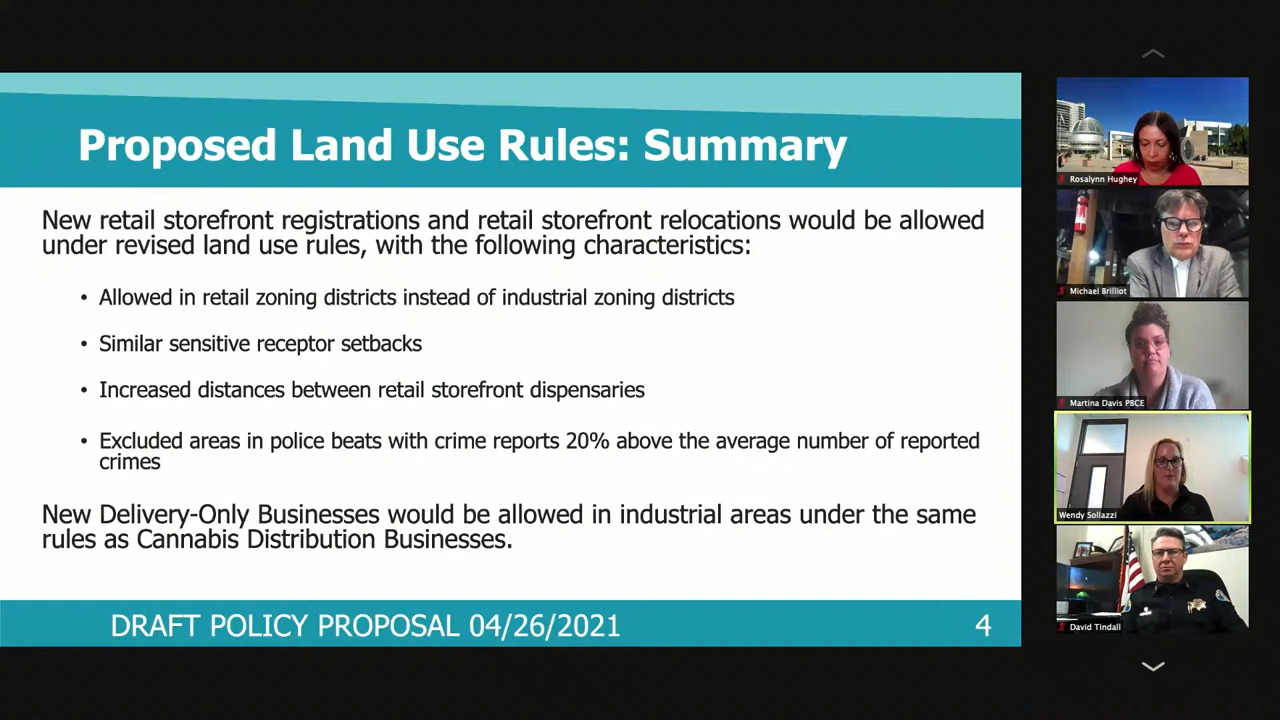 Proposed Land Use Rules: Summary
New retail storefront registrations and retail storefront relocations would be allowed
under revised land use rules, with the following characteristics:
• Allowed in retail zoning districts instead of industrial zoning districts
• Similar sensitive receptor setbacks
• Increased distances between retail storefront dispensaries
• Excluded areas in police beats with crime reports 20% above the average number of reported
crimes
New Delivery-Only Businesses would be allowed in industrial areas under the same
rules as Cannabis Distribution Businesses.
DRAFT POLICY PROPOSAL 04/26/2021
4
Rosalynn Hughey
Michael Brilliot
Martina Davis PBCE
Wendy Sollazzi
David Tindall